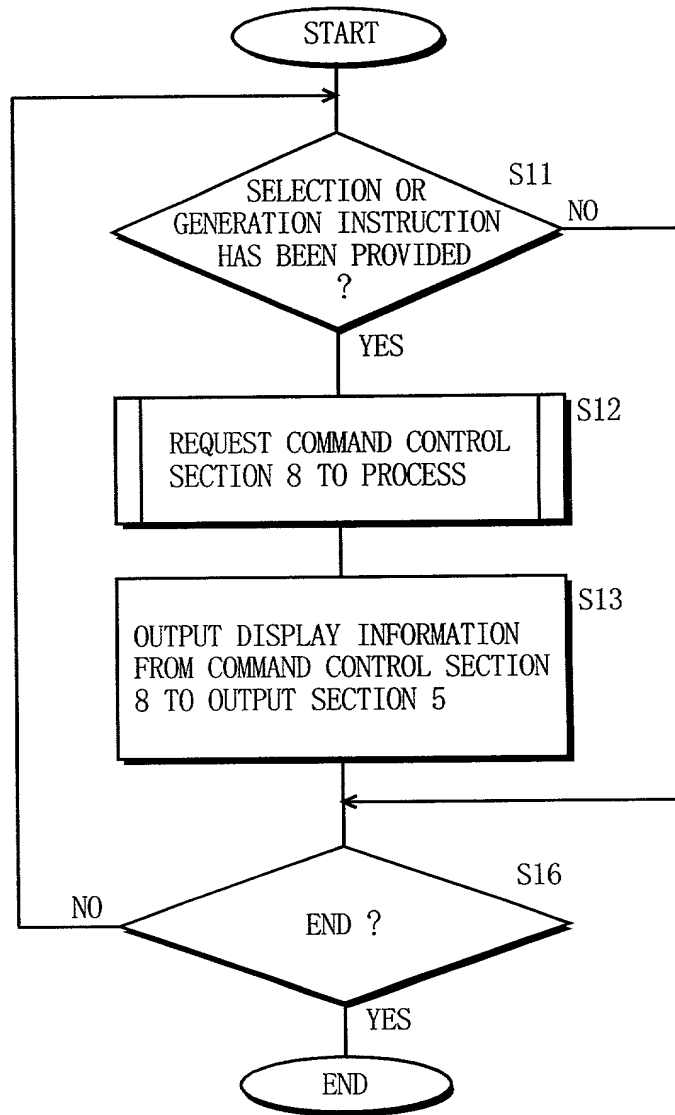 START
S11
SELECTION OR
GENERATION INSTRUCTION
HAS BEEN PROVIDED
?
NO
YES
S12
REQUEST COMMAND CONTROL
SECTION 8 TO PROCESS
S13
OUTPUT DISPLAY INFORMATION
FROM COMMAND CONTROL SECTION
8 TO OUTPUT SECTION 5
S16
NO
END ?
YES
END